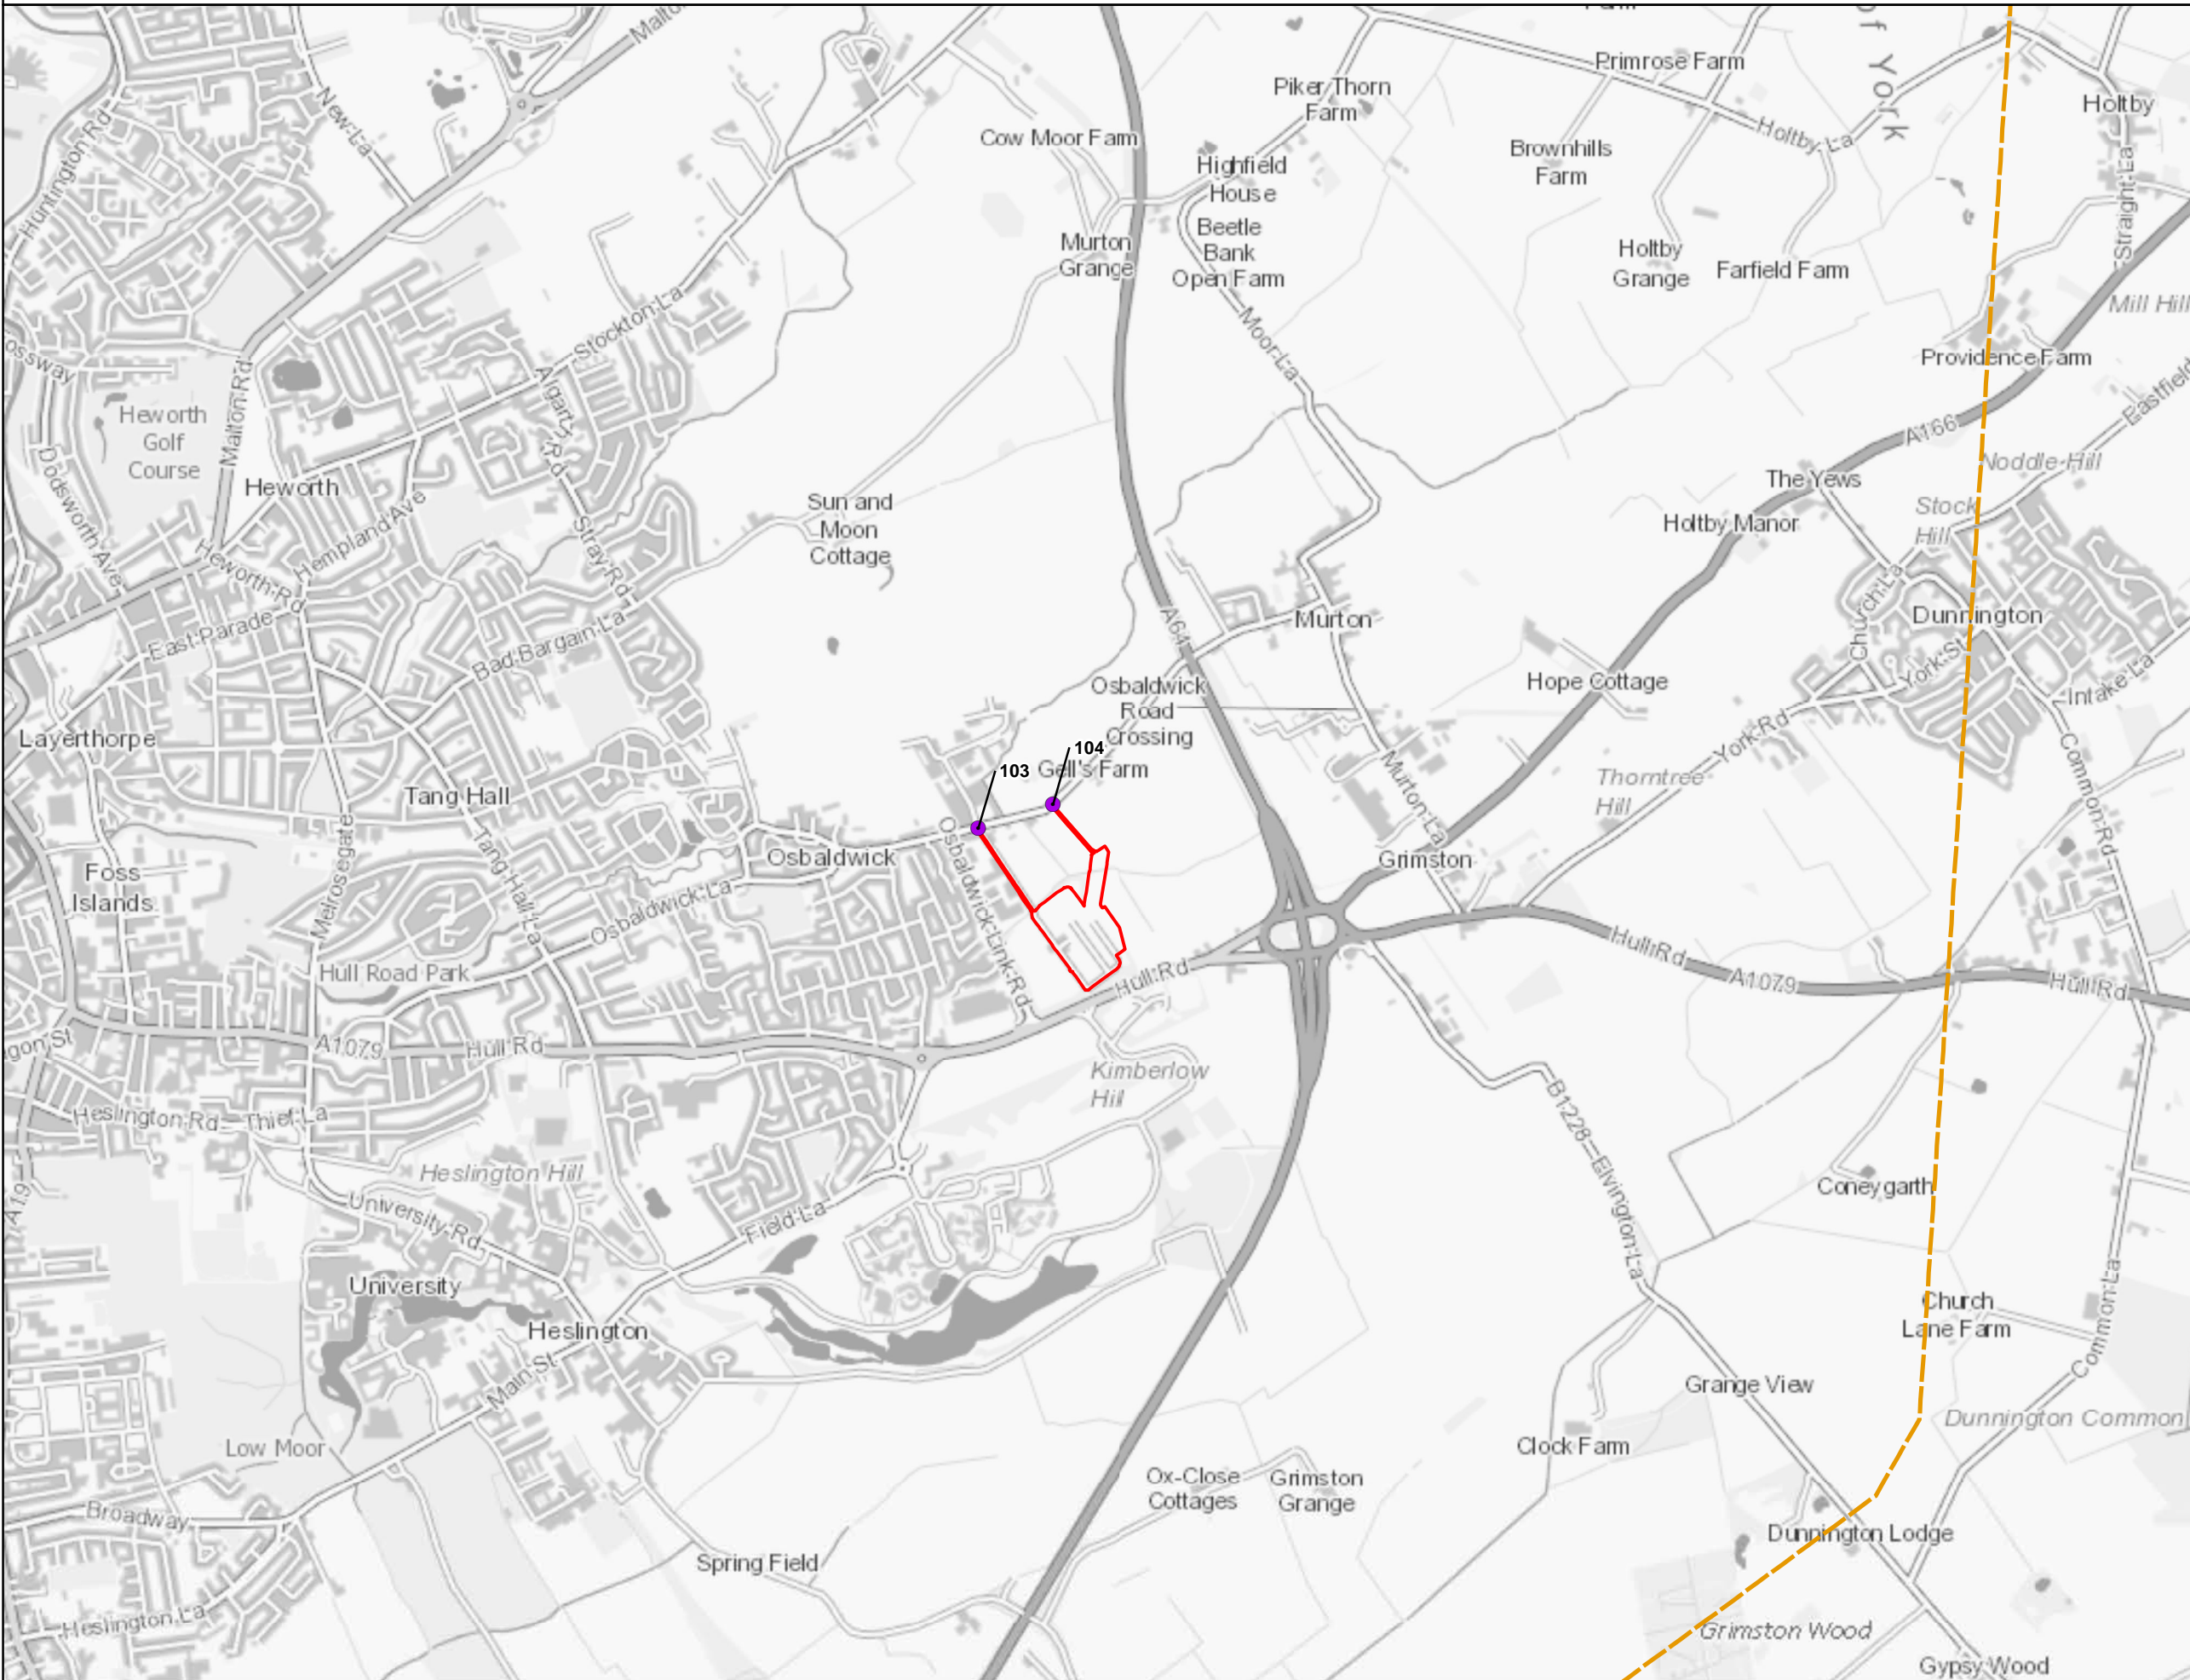 Malto
of York
Primrose Farm
Piker Thorn
Farm
Holtby
New La
Huntington Rd
Cow Moor Farm
Holtby La
Brownhills
Farm
Highfield
House
Straight La
Beetle
Bank
Open Farm
Murton
Grange
Holtby
Grange
Farfield Farm
Mill Hill
Stockton La
Moor La
ossway
Providence Farm
Malton Rd
Algarth Rd
Heworth
Golf
Course
Eastfield
A166
Noddle Hill
Dodsworth Ave
Heworth
The Yews
Sun and
Moon
Cottage
Hempland Ave
Stray Rd
Holtby Manor
Stock
Hill
Heworth Rd
Church La
East Parade
Bad Bargain La
A64
Murton
Dunnington
York St
Osbaldwick
Road
Crossing
Hope Cottage
Intake La
Layerthorpe
York Rd
104
103
Gell's Farm
Murton La
Thorntree
Hill
Common Rd
Tang Hall
Osbaldwick
Grimston
Foss
Islands
Melrosegate
Tang Hall La
Osbaldwick La
Osbaldwick Link Rd
Hull Road Park
Hull Rd
Hull Rd
A1079
Hull Rd
gon St
A1079
Hull Rd
Kimberlow
Hill
Heslington Rd
Thief La
B1228
Elvington La
Heslington Hill
Coneygarth
A19
University Rd
Field La
University
Heslington
Church
Lane Farm
Common La
Main St
Grange View
Dunnington Common
Low Moor
Clock Farm
Ox-Close
Cottages
Grimston
Grange
Broadway
Dunnington Lodge
Spring Field
Heslington La
Grimston Wood
Gypsy Wood